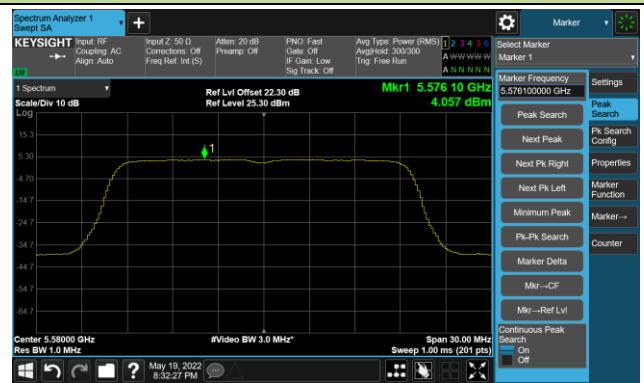 Spectrum Analyzer 1
Swept SA
Marker
KEYSIGHT
Input: RF
Coupling: AC
Align: Auto
Input Z: 50 Ω
Corrections: Off
Freq Ref: Int (S)
Atten: 20 dB
Preamp: Off
PNO: Fast
Gate: Off
IF Gain: Low
Sig Track: Off
Avg Type: Power (RMS)
Avg|Hold: 300/300
Trig: Free Run
1 2 3 4 5 6
A W W W W W
A N N N N N
LW
Select Marker
Marker 1
1 Spectrum
Scale/Div 10 dB
Log
Ref Lvl Offset 22.30 dB
Ref Level 25.30 dBm
Mkr1 5.576 10 GHz
4.057 dBm
15.3
5.30
-4.70
-14.7
-24.7
-34.7
-44.7
-54.7
-64.7
1
Center 5.58000 GHz
Res BW 1.0 MHz
#Video BW 3.0 MHz*
Span 30.00 MHz
Sweep 1.00 ms (201 pts)
Marker Frequency
5.576100000 GHz
Peak Search
Next Peak
Next Pk Right
Next Pk Left
Minimum Peak
Pk-Pk Search
Marker Delta
Mkr→CF
Mkr→Ref Lvl
Continuous Peak
Search
On
Off
Settings
Peak
Search
Pk Search
Config
Properties
Marker
Function
Marker→
Counter
May 19, 2022
8:32:27 PM